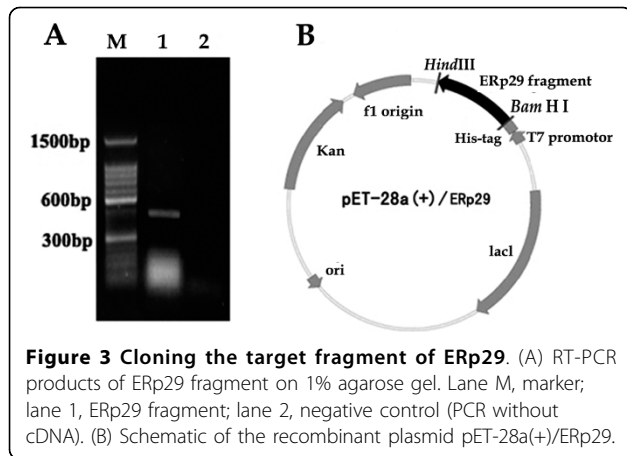 A
M 1 2
1500bp
600bp
300bp
B
HindIII
ERp29 fragment
Bam H I
f1 origin
His-tag
T7 promotor
Kan
pET-28a (+) / ERp29
lacI
ori
Figure 3 Cloning the target fragment of ERp29. (A) RT-PCR
products of ERp29 fragment on 1% agarose gel. Lane M, marker;
lane 1, ERp29 fragment; lane 2, negative control (PCR without
cDNA). (B) Schematic of the recombinant plasmid pET-28a(+)/ERp29.